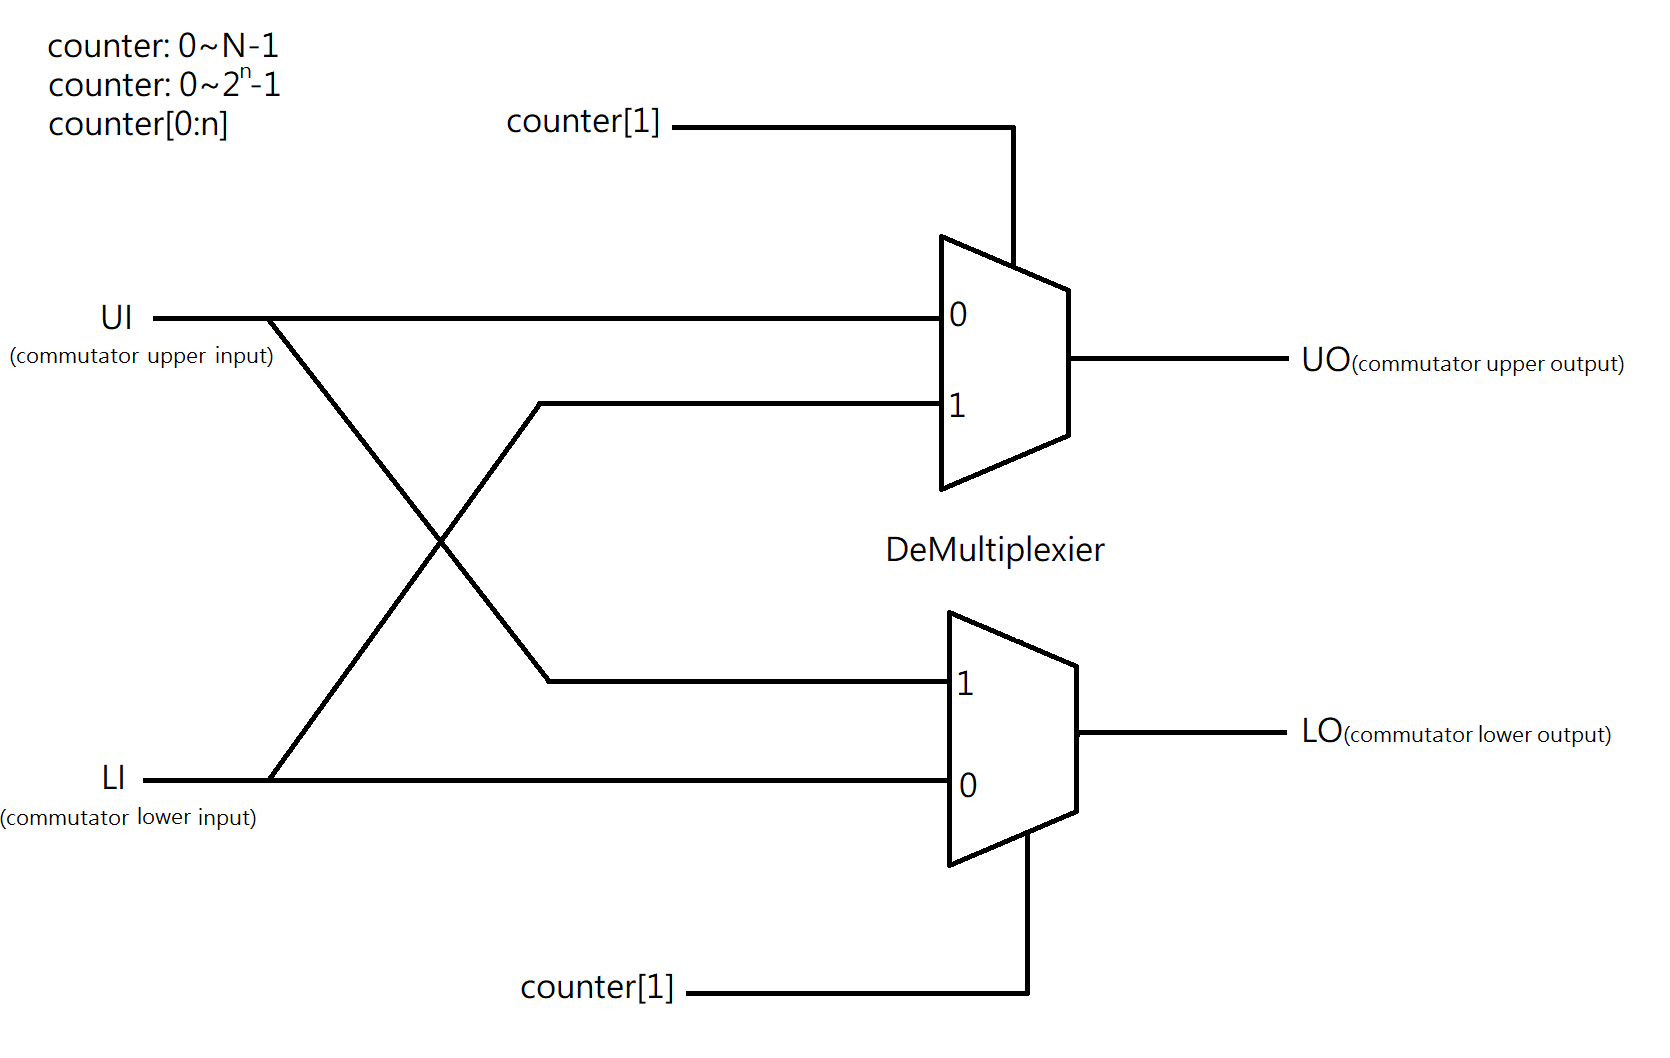 counter: 0~N-1
counter: 0~2^n-1
counter[0:n]
counter[1]
UI
(commutator upper input)
0
1
UO(commutator upper output)
DeMultiplexier
1
0
LI
(commutator lower input)
LO(commutator lower output)
counter[1]